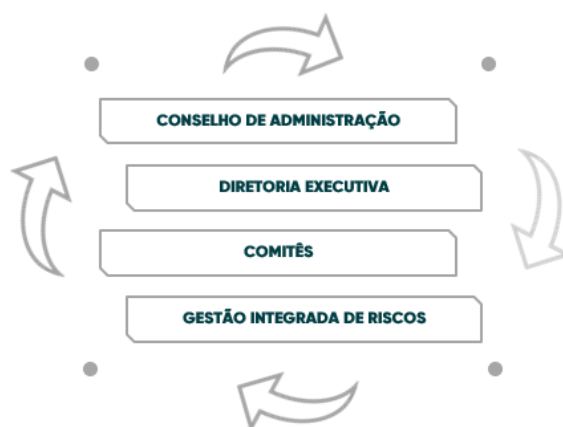 CONSELHO DE ADMINISTRAÇÃO
DIRETORIA EXECUTIVA
COMITÊS
GESTÃO INTEGRADA DE RISCOS